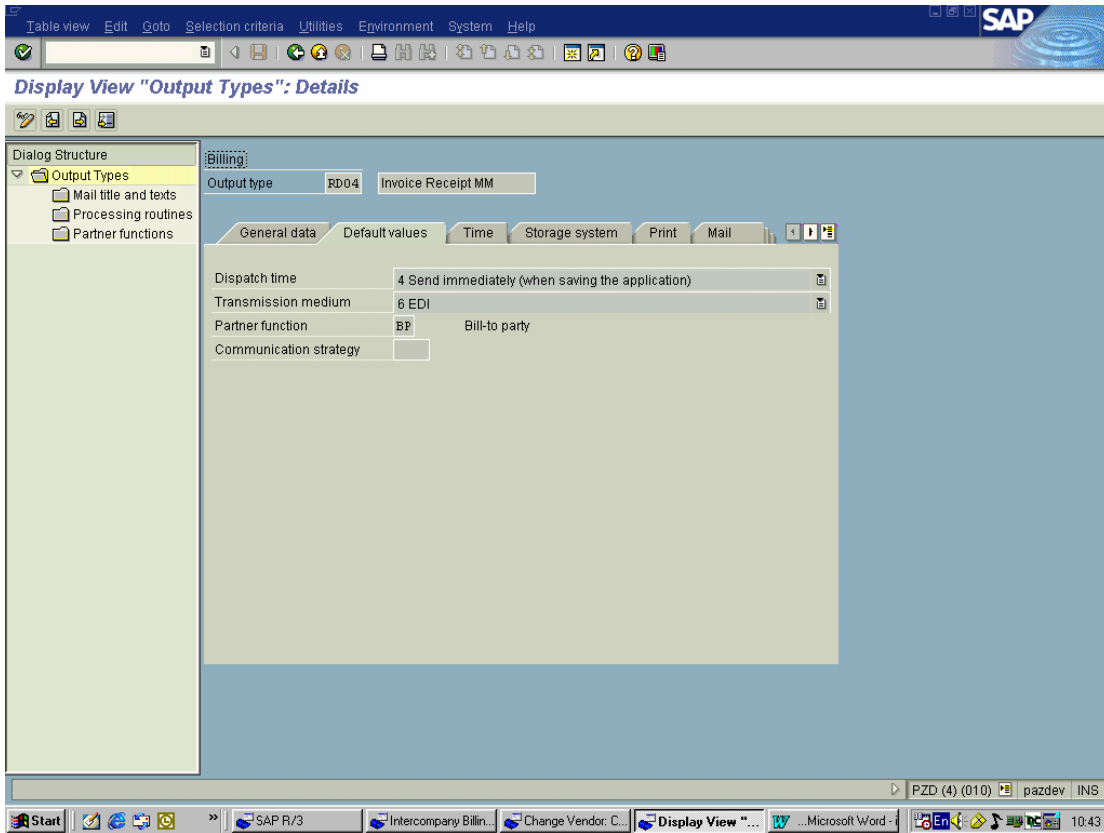 Table view Edit Goto Selection criteria Utilities Environment System Help
SAP
Display View "Output Types": Details
Dialog Structure
Output Types
Mail title and texts
Processing routines
Partner functions
Billing
Output type RD04 Invoice Receipt MM
General data Default values Time Storage system Print Mail
Dispatch time 4 Send immediately (when saving the application)
Transmission medium 6 EDI
Partner function BP Bill-to party
Communication strategy
PZD (4) (010) pazdev INS
Start » SAP R/3 Intercompany Billin... Change Vendor: C... Display View "... ...Microsoft Word - En 10:43